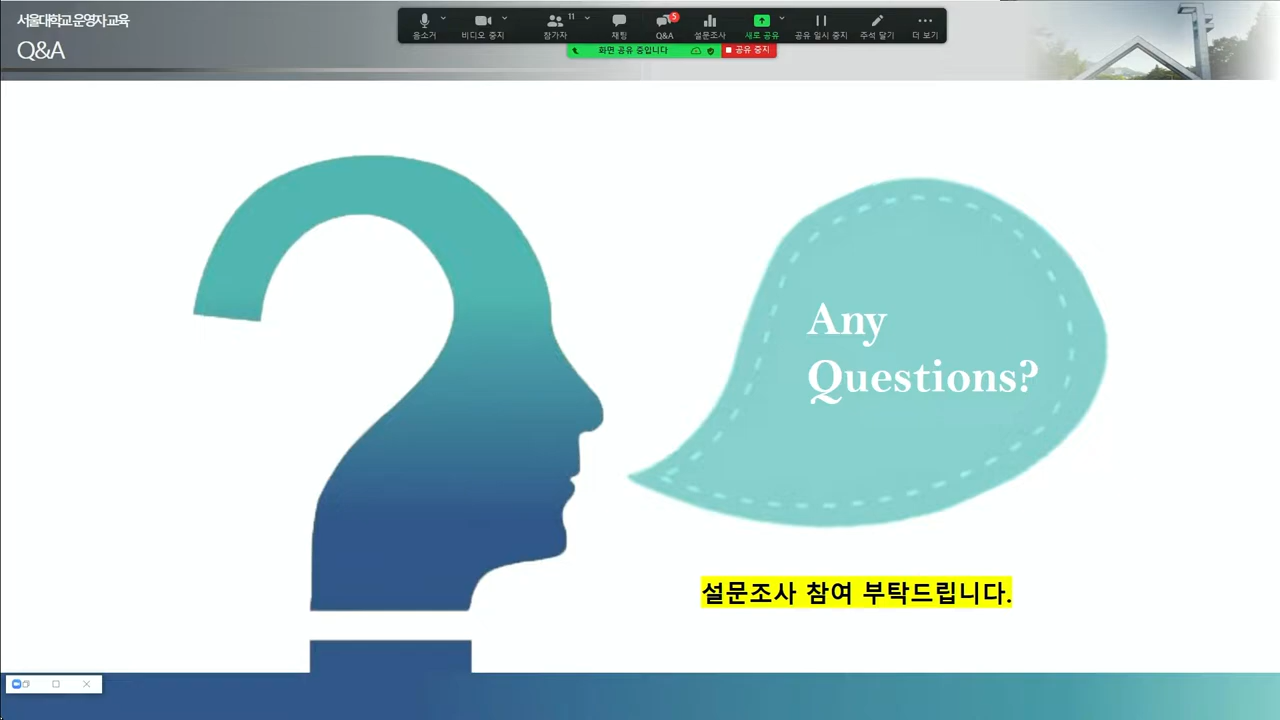 서울대학교 운영자 교육
Q&A
음소거
비디오 중지
11
참가자
채팅
5
Q&A
설문조사
새로 공유
공유 일시 중지
주석 달기
더 보기
화면 공유 중입니다
공유 중지
Any
Questions?
설문조사 참여 부탁드립니다.